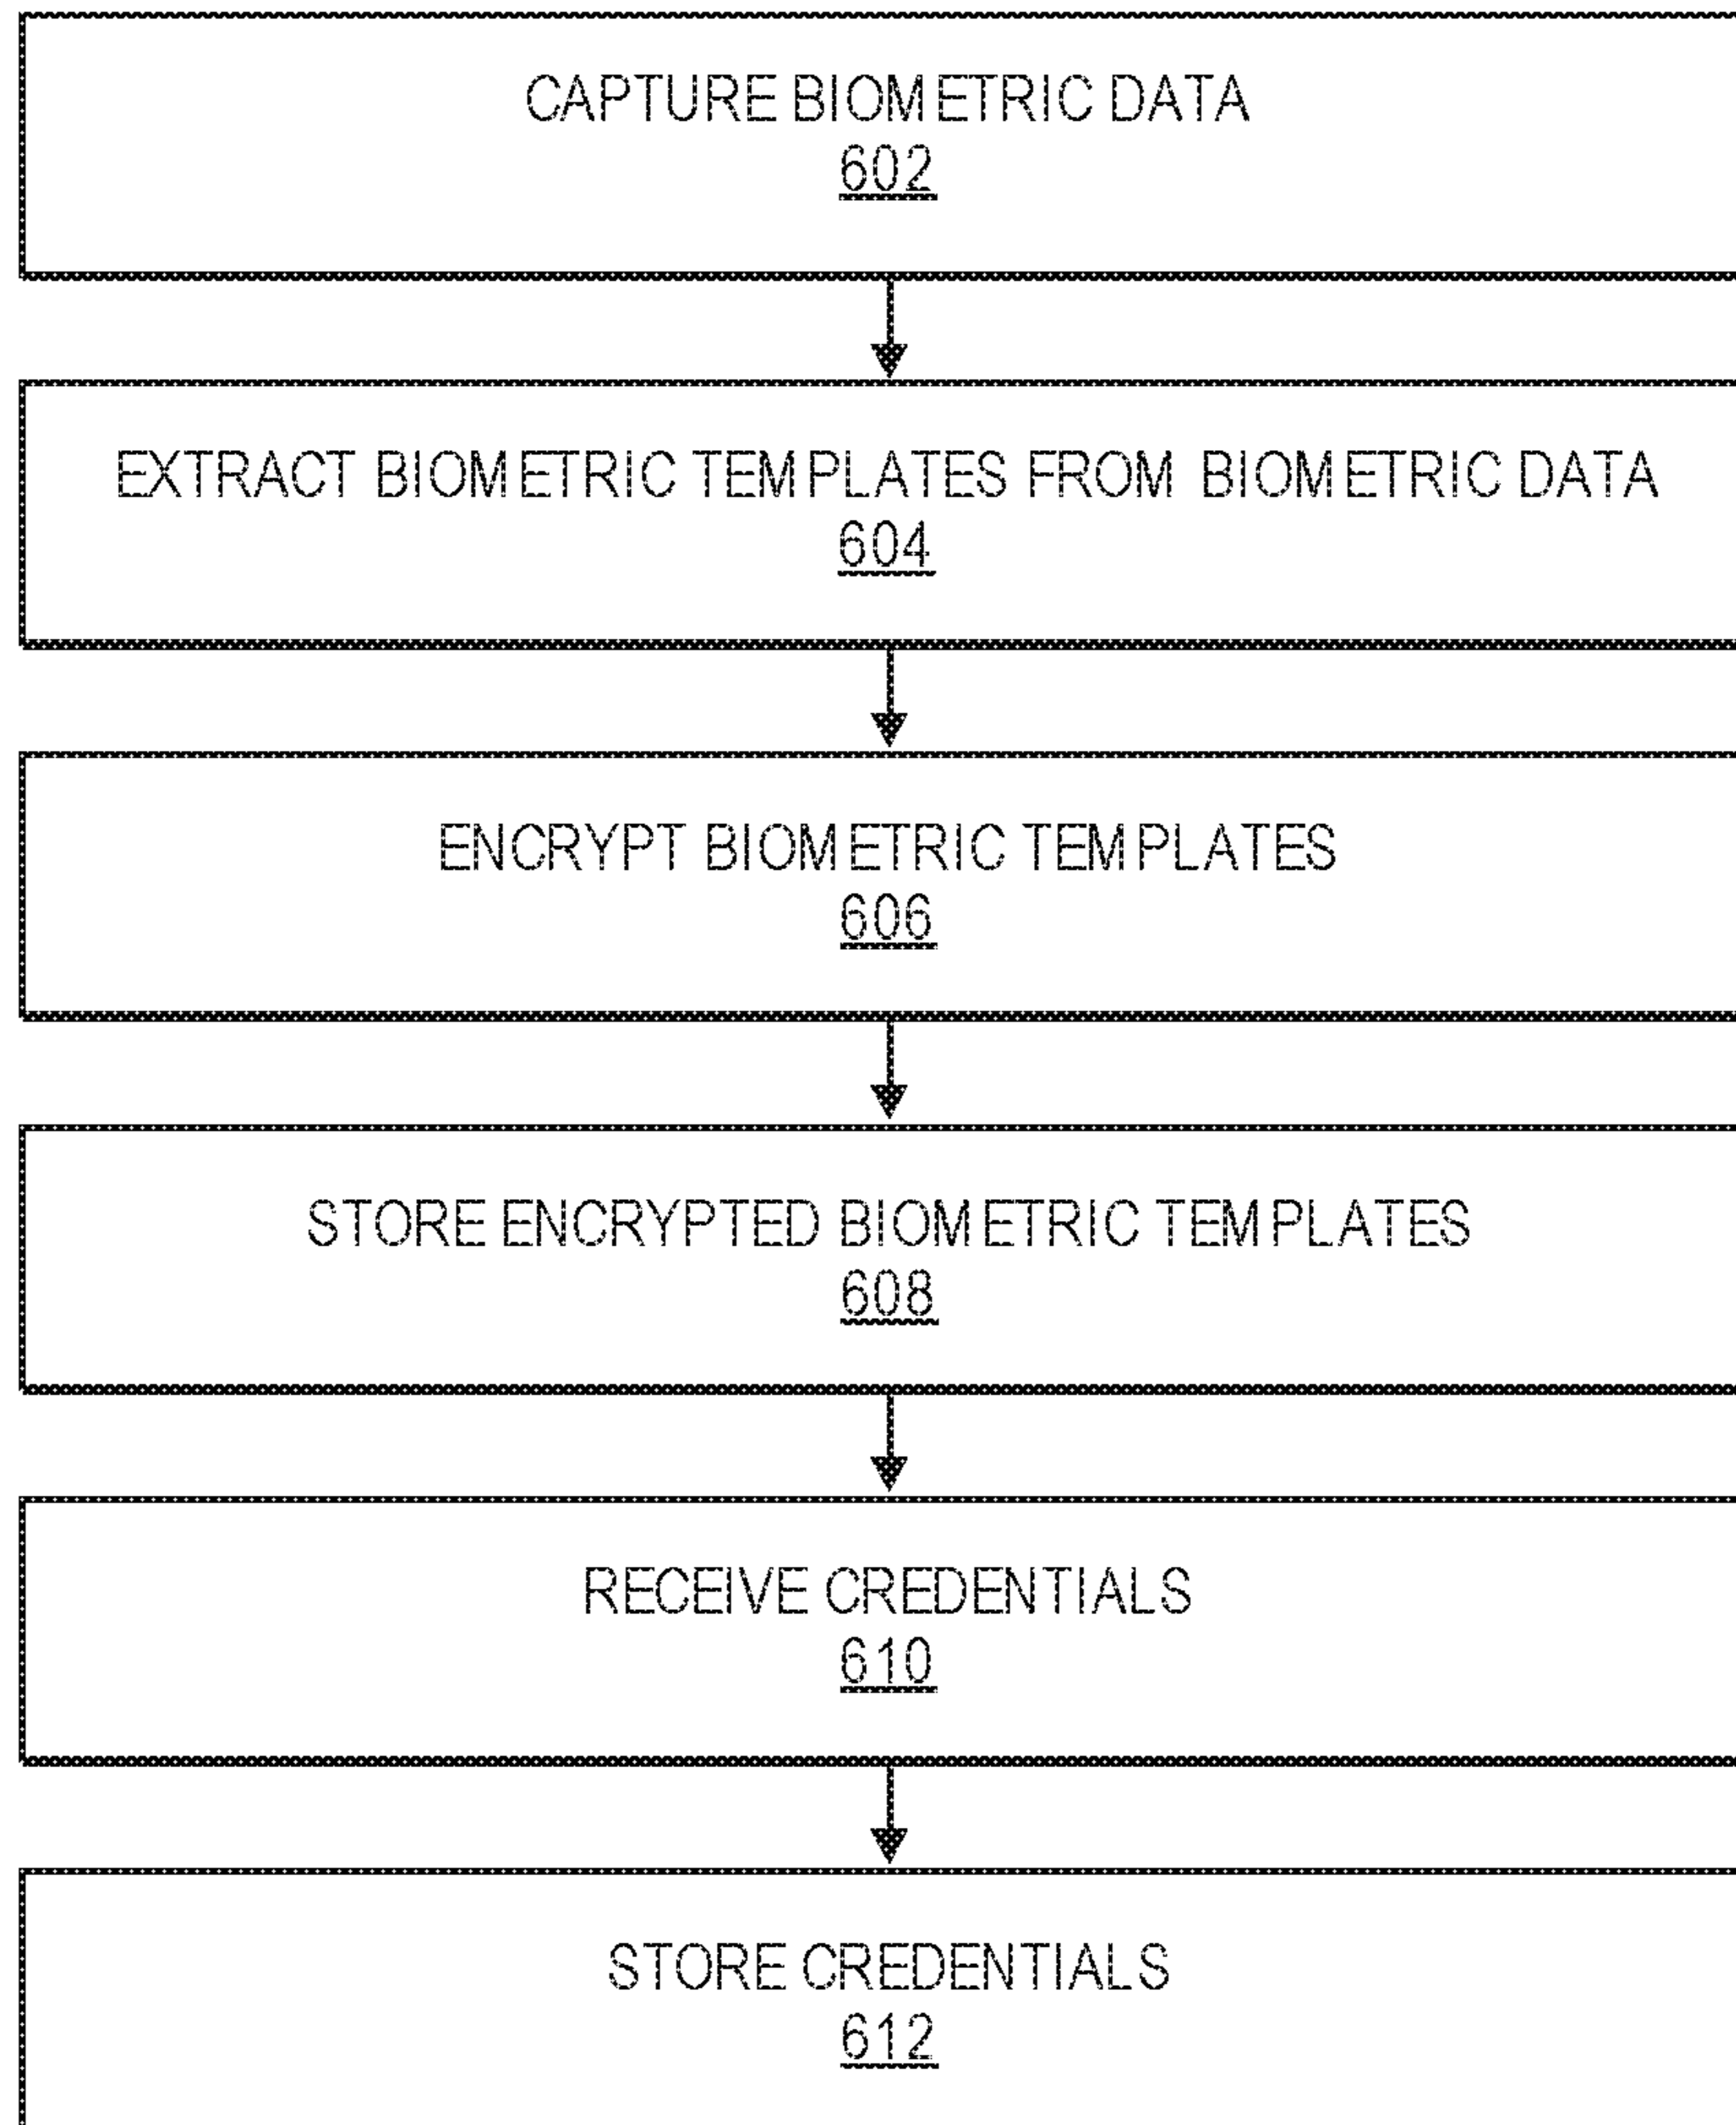 CAPTURE BIOMETRIC DATA
602
EXTRACT BIOMETRIC TEMPLATES FROM BIOMETRIC DATA
604
ENCRYPT BIOMETRIC TEMPLATES
606
STORE ENCRYPTED BIOMETRIC TEMPLATES
608
RECEIVE CREDENTIALS
610
STORE CREDENTIALS
612